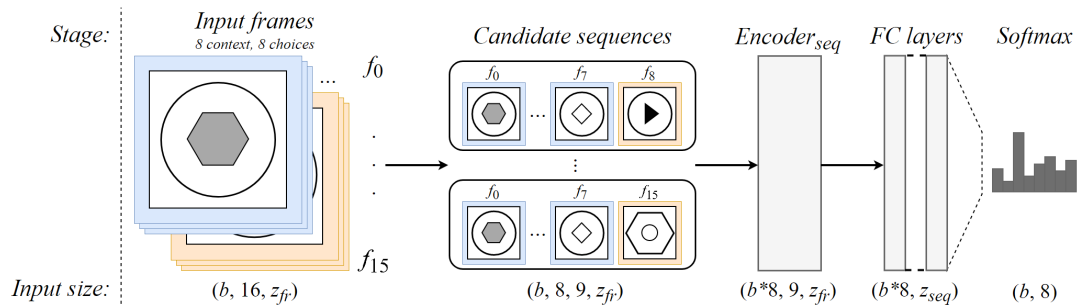 Stage:
Input frames
8 context, 8 choices
... f0
.
.
.
f15
Candidate sequences
f0 f7 f8
...
...
f0 f7 f15
...
Encoderseq
FC layers
Softmax
Input size:
(b, 16, zfr)
(b, 8, 9, zfr)
(b*8, 9, zfr)
(b*8, zseq)
(b, 8)